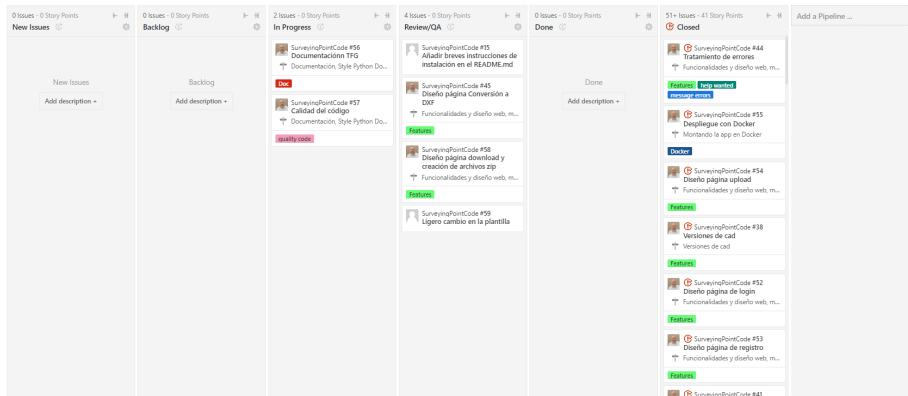 0 Issues - 0 Story Points
New Issues
New Issues
Add description +
0 Issues - 0 Story Points
Backlog
Backlog
Add description +
2 Issues - 0 Story Points
In Progress
SurveyingPointCode #56
Documentaciónn TFG
Documentación, Style Python Do...
Doc
SurveyingPointCode #57
Calidad del código
Documentación, Style Python Do...
quality code
4 Issues - 0 Story Points
Review/QA
SurveyingPointCode #15
Añadir breves instrucciones de
instalación en el README.md
SurveyingPointCode #45
Diseño página Conversión a
DXF
Funcionalidades y diseño web, m...
Features
SurveyingPointCode #58
Diseño página download y
creación de archivos zip
Funcionalidades y diseño web, m...
Features
SurveyingPointCode #59
Ligero cambio en la plantilla
0 Issues - 0 Story Points
Done
Done
Add description +
51+ Issues - 41 Story Points
Closed
SurveyingPointCode #44
Tratamiento de errores
Funcionalidades y diseño web, m...
Features help wanted
message errors
SurveyingPointCode #55
Despliegue con Docker
Montando la app en Docker
Docker
SurveyingPointCode #54
Diseño página upload
Funcionalidades y diseño web, m...
Features
SurveyingPointCode #38
Versiones de cad
Versiones de cad
Features
SurveyingPointCode #52
Diseño página de login
Funcionalidades y diseño web, m...
Features
SurveyingPointCode #53
Diseño página de registro
Funcionalidades y diseño web, m...
Features
SurveyingPointCode #41
Add a Pipeline ...